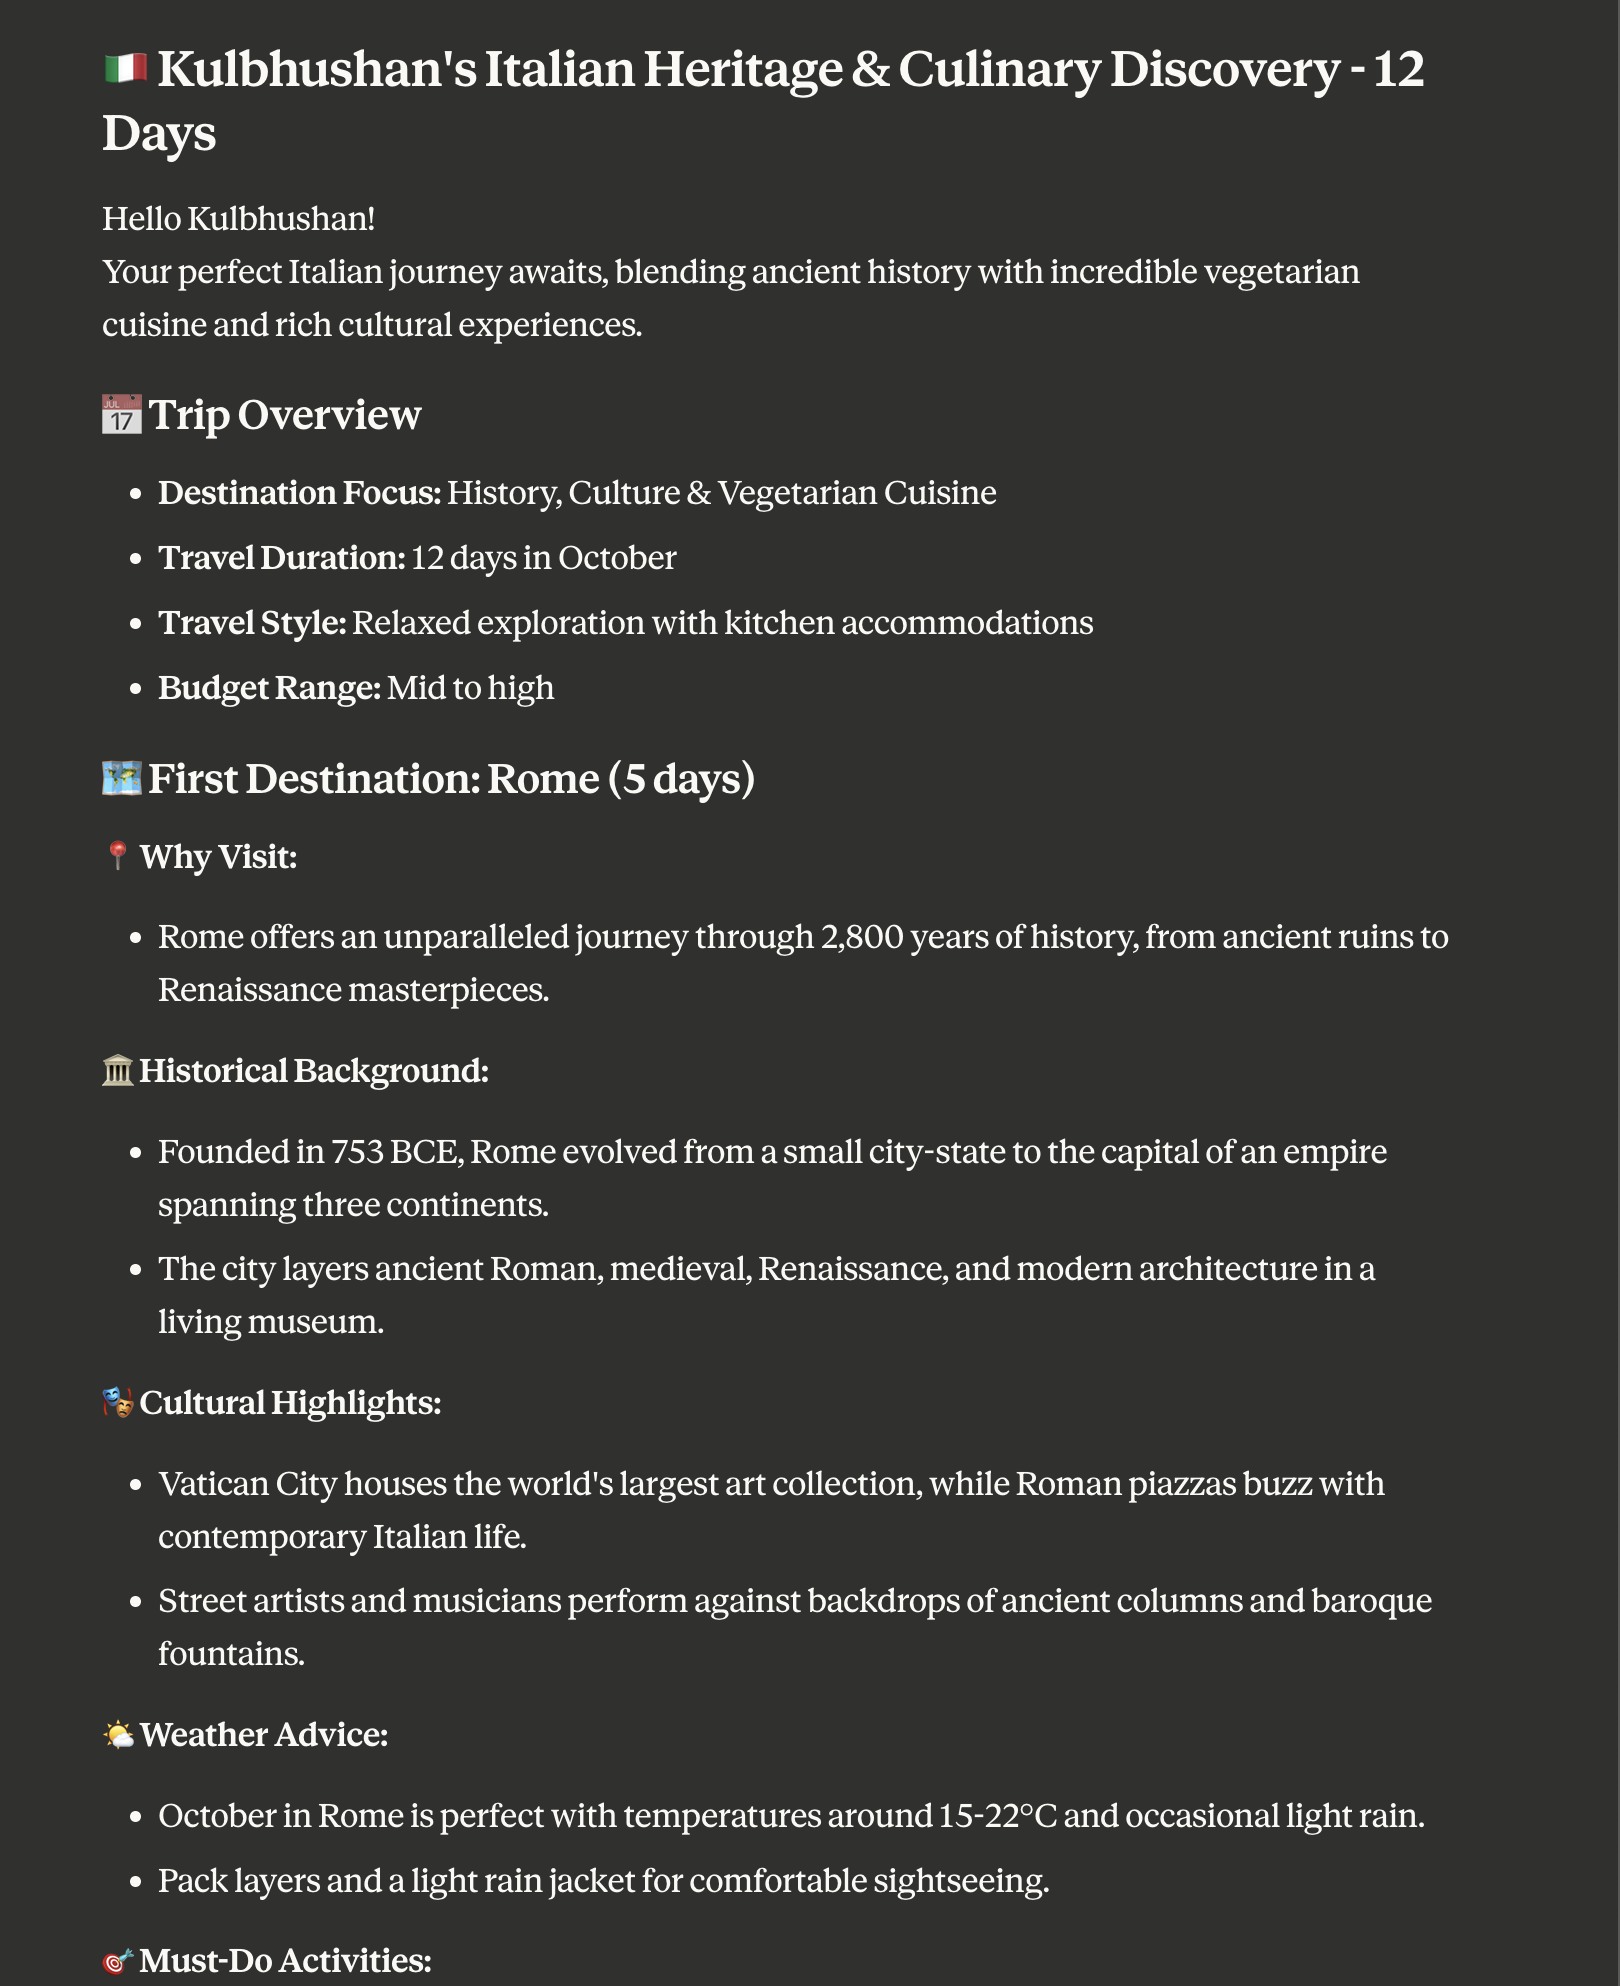 🇮🇹 Kulbhushan's Italian Heritage & Culinary Discovery - 12
Days
Hello Kulbhushan!
Your perfect Italian journey awaits, blending ancient history with incredible vegetarian
cuisine and rich cultural experiences.
📅 Trip Overview
• Destination Focus: History, Culture & Vegetarian Cuisine
• Travel Duration: 12 days in October
• Travel Style: Relaxed exploration with kitchen accommodations
• Budget Range: Mid to high
🗺️ First Destination: Rome (5 days)
📍 Why Visit:
• Rome offers an unparalleled journey through 2,800 years of history, from ancient ruins to
Renaissance masterpieces.
🏛️ Historical Background:
• Founded in 753 BCE, Rome evolved from a small city-state to the capital of an empire
spanning three continents.
• The city layers ancient Roman, medieval, Renaissance, and modern architecture in a
living museum.
🎭 Cultural Highlights:
• Vatican City houses the world's largest art collection, while Roman piazzas buzz with
contemporary Italian life.
• Street artists and musicians perform against backdrops of ancient columns and baroque
fountains.
🌤️ Weather Advice:
• October in Rome is perfect with temperatures around 15-22°C and occasional light rain.
• Pack layers and a light rain jacket for comfortable sightseeing.
🎯 Must-Do Activities: